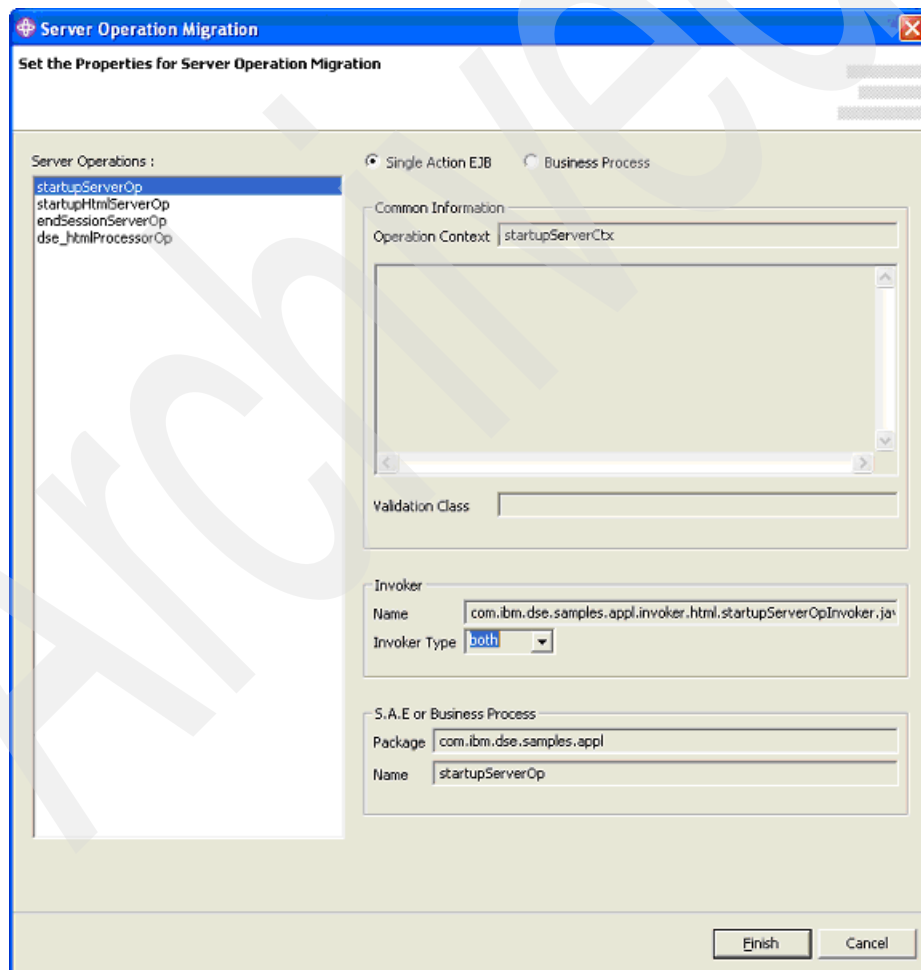 Server Operation Migration
Set the Properties for Server Operation Migration
Server Operations :
startupServerOp
startupHtmlServerOp
endSessionServerOp
dse_htmlProcessorOp
Single Action EJB
Business Process
Common Information
Operation Context startupServerCtx
Validation Class
Invoker
Name com.ibm.dse.samples.appl.invoker.html.startupServerOpInvoker.jav
Invoker Type both
S.A.E or Business Process
Package com.ibm.dse.samples.appl
Name startupServerOp
Finish Cancel
Archived